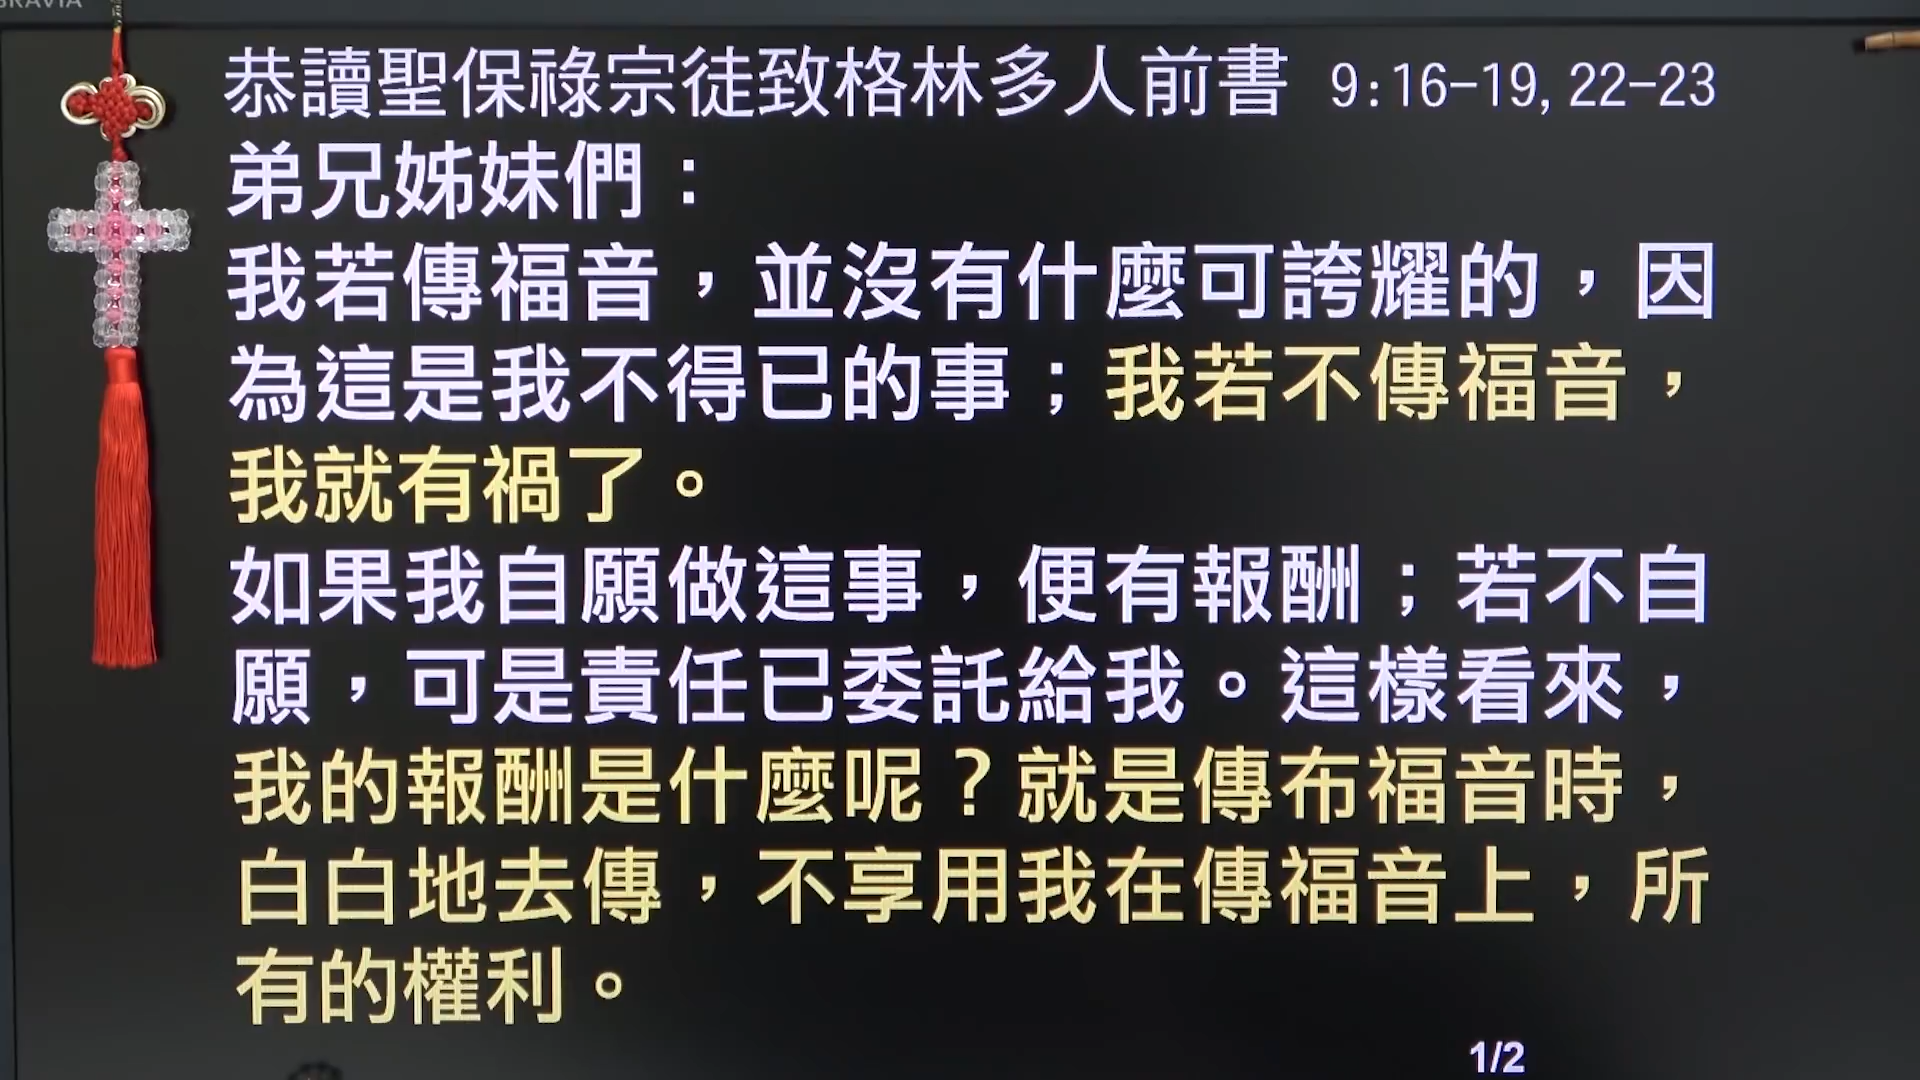 BRAVIA
恭讀聖保祿宗徒致格林多人前書 9:16-19,22-23
弟兄姊妹們：
我若傳福音，並沒有什麼可誇耀的，因
為這是我不得已的事；我若不傳福音，
我就有禍了。
如果我自願做這事，便有報酬；若不自
願，可是責任已委託給我。這樣看來，
我的報酬是什麼呢？就是傳布福音時，
白白地去傳，不享用我在傳福音上，所
有的權利。
1/2